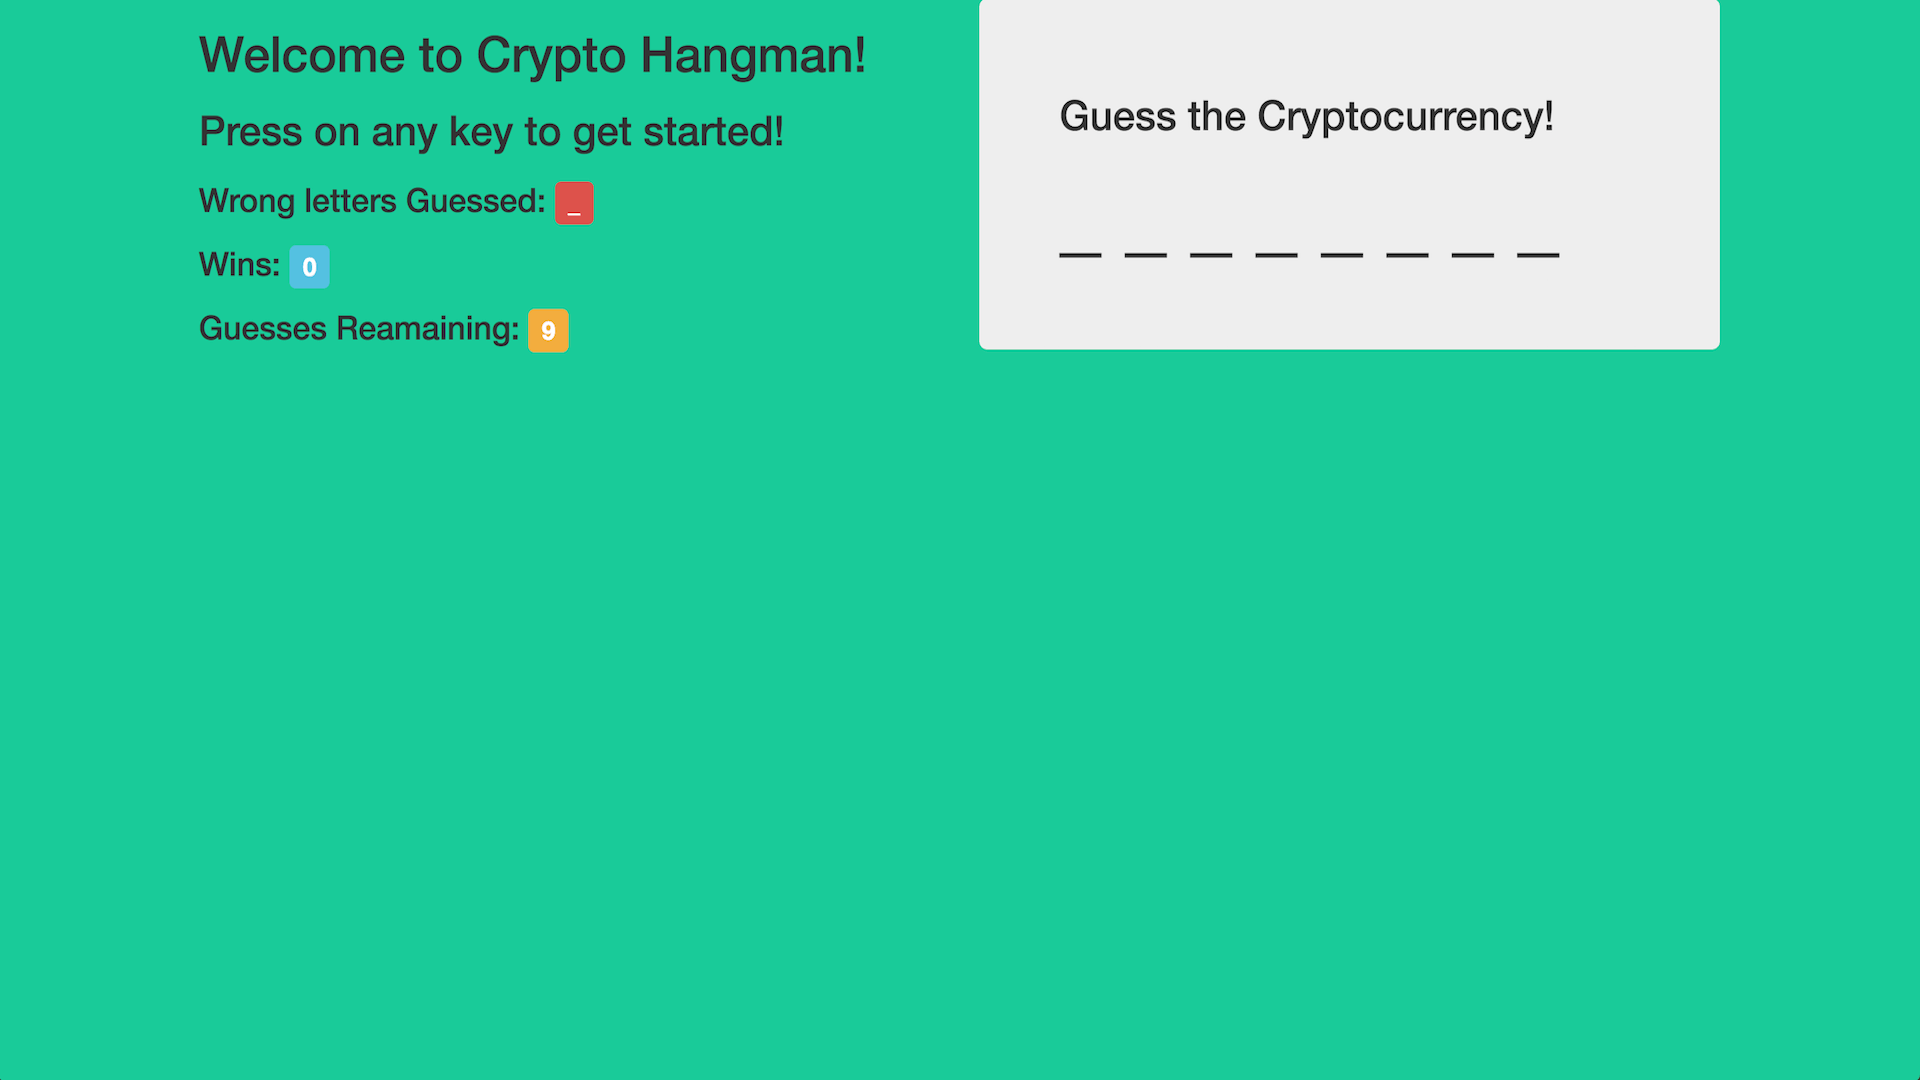 Welcome to Crypto Hangman!
Press on any key to get started!
Wrong letters Guessed: _
Wins: 0
Guesses Reamaining: 9
Guess the Cryptocurrency!
_ _ _ _ _ _ _ _